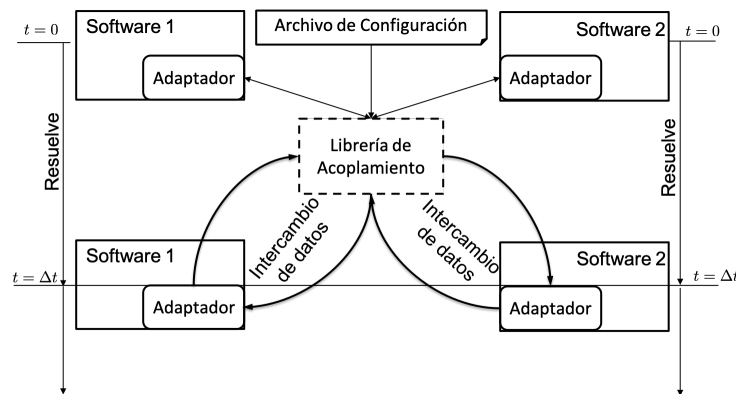 Archivo de Configuración
t = 0
Software 1
Adaptador
Software 2
Adaptador
t = 0
Resuelve
Librería de
Acoplamiento
Resuelve
Intercambio
de datos
Intercambio
de datos
Software 1
Adaptador
Software 2
Adaptador
t = Δt
t = Δt